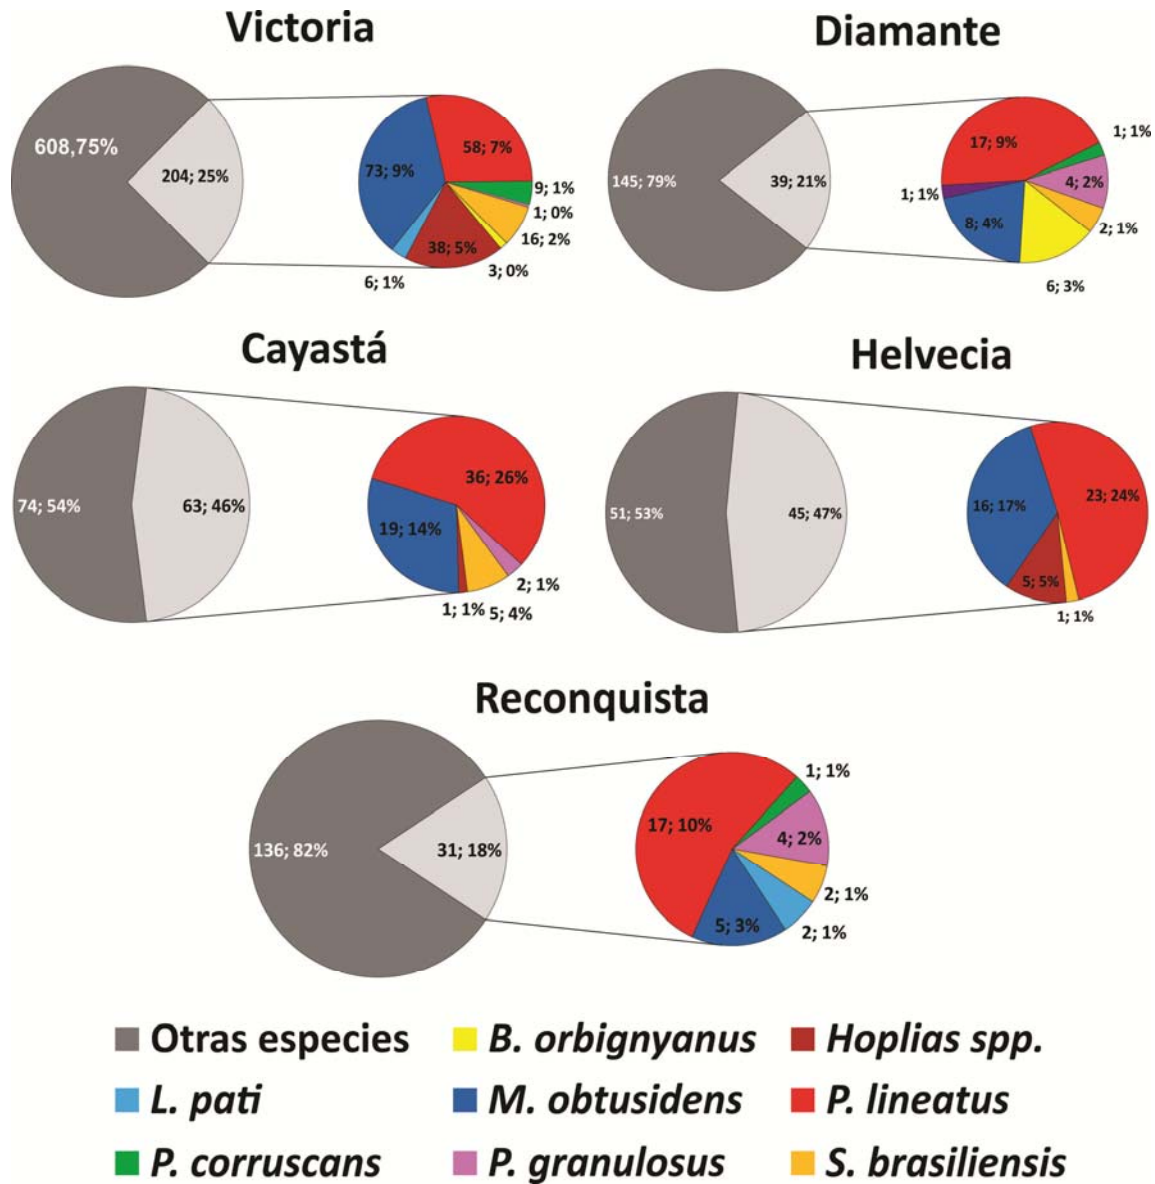 Victoria
608,75%
204; 25%
73; 9%
58; 7%
9; 1%
1; 0%
16; 2%
3; 0%
38; 5%
6; 1%
Diamante
145; 79%
39; 21%
17; 9%
1; 1%
4; 2%
2; 1%
6; 3%
8; 4%
1; 1%
Cayastá
74; 54%
63; 46%
36; 26%
19; 14%
2; 1%
1; 1%
5; 4%
Helvecia
51; 53%
45; 47%
16; 17%
23; 24%
5; 5%
1; 1%
Reconquista
136; 82%
31; 18%
17; 10%
1; 1%
4; 2%
2; 1%
2; 1%
5; 3%
Otras especies
B. orbignyanus
Hoplias spp.
L. pati
M. obtusidens
P. lineatus
P. corruscans
P. granulosus
S. brasiliensis